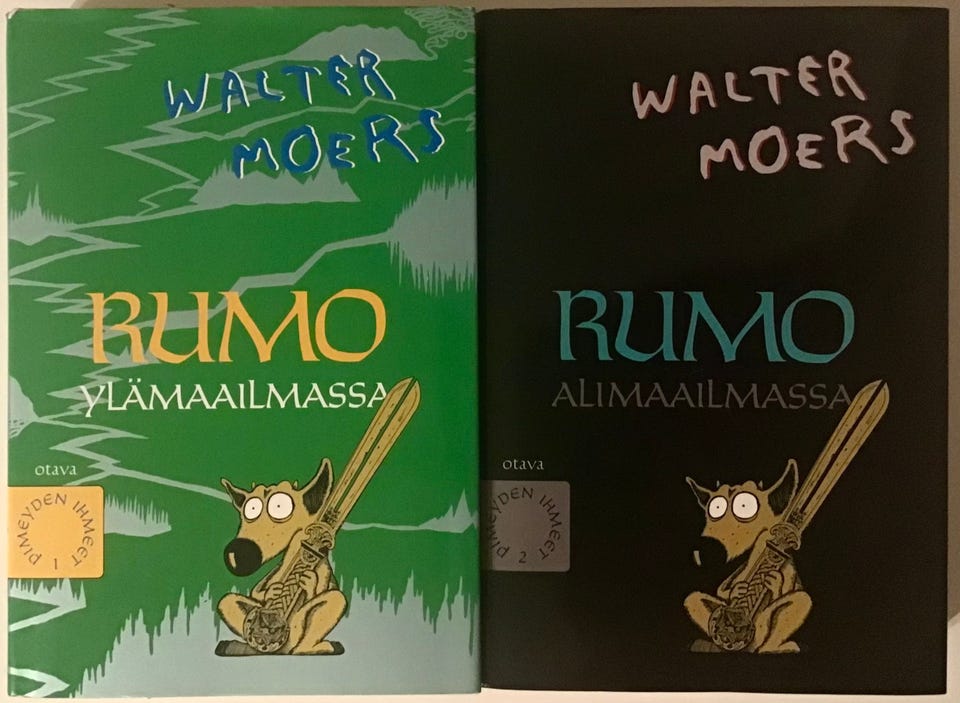 WALTER
MOERS
RUMO
YLÄMAAILMASSA
otava
PIMEYDEN IHMEET
1
WALTER
MOERS
RUMO
ALIMAAILMASSA
otava
PIMEYDEN IHMEET
2